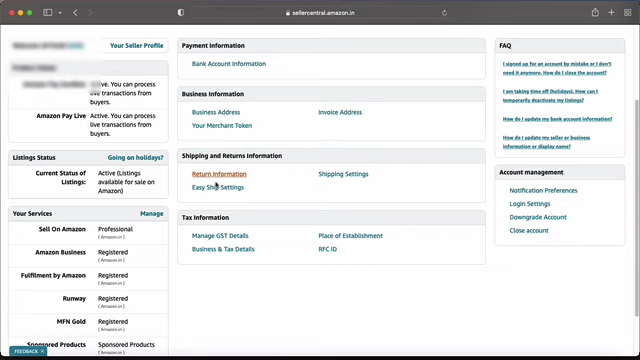 sellercentral.amazon.in
Your Seller Profile
Active. You can process
live transactions from
buyers.
Amazon Pay Live
Active. You can process
live transactions from
buyers.
Listings Status
Going on holidays?
Current Status of
Listings:
Active (Listings
available for sale on
Amazon)
Your Services
Manage
Sell On Amazon
Professional
( Amazon.in )
Amazon Business
Registered
( Amazon.in )
Fulfilment by Amazon
Registered
( Amazon.in )
Runway
Registered
( Amazon.in )
MFN Gold
Registered
( Amazon.in )
Sponsored Products
Sponsored Products
( Amazon.in )
FEEDBACK
Payment Information
Bank Account Information
Business Information
Business Address
Invoice Address
Your Merchant Token
Shipping and Returns Information
Return Information
Shipping Settings
Easy Ship Settings
Tax Information
Manage GST Details
Place of Establishment
Business & Tax Details
RFC ID
FAQ
I signed up for an account by mistake or I don't
need it anymore. How do I close the account?
I am taking time off (holidays). How can I
temporarily deactivate my listings?
How do I update my bank account information?
How do I update my seller or business
information or display name?
Account management
Notification Preferences
Login Settings
Downgrade Account
Close account